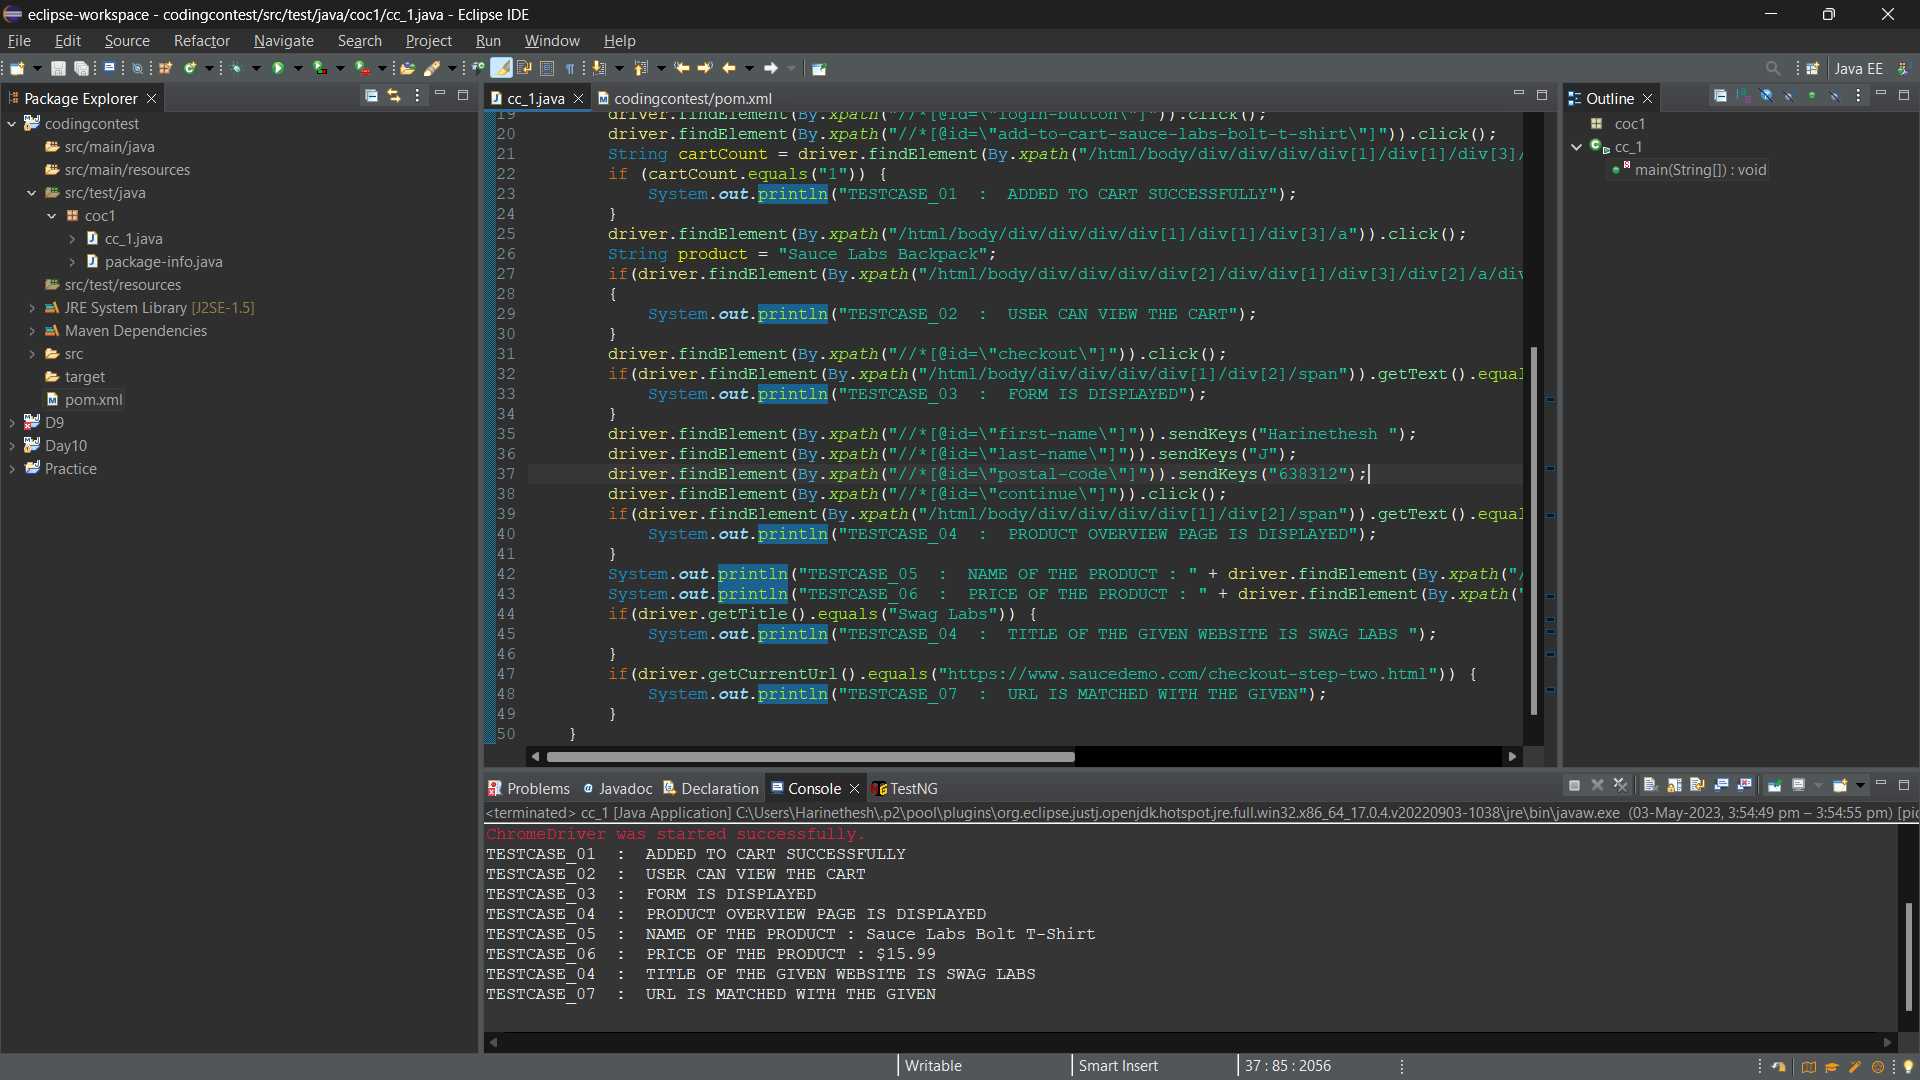 eclipse-workspace - codingcontest/src/test/java/coc1/cc_1.java - Eclipse IDE
File Edit Source Refactor Navigate Search Project Run Window Help
Java EE
Package Explorer
codingcontest
src/main/java
src/main/resources
src/test/java
coc1
cc_1.java
package-info.java
src/test/resources
JRE System Library [J2SE-1.5]
Maven Dependencies
src
target
pom.xml
D9
Day10
Practice
cc_1.java codingcontest/pom.xml
19 driver.findElement(By.xpath("//*[@id=\"login-button\"]")).click();
20 driver.findElement(By.xpath("//*[@id=\"add-to-cart-sauce-labs-bolt-t-shirt\"]")).click();
21 String cartCount = driver.findElement(By.xpath("/html/body/div/div/div/div[1]/div[1]/div[3]/
22 if (cartCount.equals("1")) {
23 System.out.println("TESTCASE_01 : ADDED TO CART SUCCESSFULLY");
24 }
25 driver.findElement(By.xpath("/html/body/div/div/div/div[1]/div[1]/div[3]/a")).click();
26 String product = "Sauce Labs Backpack";
27 if(driver.findElement(By.xpath("/html/body/div/div/div/div[2]/div/div[1]/div[3]/div[2]/a/div
28 {
29 System.out.println("TESTCASE_02 : USER CAN VIEW THE CART");
30 }
31 driver.findElement(By.xpath("//*[@id=\"checkout\"]")).click();
32 if(driver.findElement(By.xpath("/html/body/div/div/div/div[1]/div[2]/span")).getText().equal
33 System.out.println("TESTCASE_03 : FORM IS DISPLAYED");
34 }
35 driver.findElement(By.xpath("//*[@id=\"first-name\"]")).sendKeys("Harinethesh ");
36 driver.findElement(By.xpath("//*[@id=\"last-name\"]")).sendKeys("J");
37 driver.findElement(By.xpath("//*[@id=\"postal-code\"]")).sendKeys("638312");
38 driver.findElement(By.xpath("//*[@id=\"continue\"]")).click();
39 if(driver.findElement(By.xpath("/html/body/div/div/div/div[1]/div[2]/span")).getText().equal
40 System.out.println("TESTCASE_04 : PRODUCT OVERVIEW PAGE IS DISPLAYED");
41 }
42 System.out.println("TESTCASE_05 : NAME OF THE PRODUCT : " + driver.findElement(By.xpath("/
43 System.out.println("TESTCASE_06 : PRICE OF THE PRODUCT : " + driver.findElement(By.xpath("
44 if(driver.getTitle().equals("Swag Labs")) {
45 System.out.println("TESTCASE_04 : TITLE OF THE GIVEN WEBSITE IS SWAG LABS ");
46 }
47 if(driver.getCurrentUrl().equals("https://www.saucedemo.com/checkout-step-two.html")) {
48 System.out.println("TESTCASE_07 : URL IS MATCHED WITH THE GIVEN");
49 }
50 }
Outline
coc1
cc_1
main(String[]) : void
Problems Javadoc Declaration Console TestNG
<terminated> cc_1 [Java Application] C:\Users\Harinethesh\.p2\pool\plugins\org.eclipse.justj.openjdk.hotspot.jre.full.win32.x86_64_17.0.4.v20220903-1038\jre\bin\javaw.exe (03-May-2023, 3:54:49 pm – 3:54:55 pm) [pic
ChromeDriver was started successfully.
TESTCASE_01 : ADDED TO CART SUCCESSFULLY
TESTCASE_02 : USER CAN VIEW THE CART
TESTCASE_03 : FORM IS DISPLAYED
TESTCASE_04 : PRODUCT OVERVIEW PAGE IS DISPLAYED
TESTCASE_05 : NAME OF THE PRODUCT : Sauce Labs Bolt T-Shirt
TESTCASE_06 : PRICE OF THE PRODUCT : $15.99
TESTCASE_04 : TITLE OF THE GIVEN WEBSITE IS SWAG LABS
TESTCASE_07 : URL IS MATCHED WITH THE GIVEN
Writable Smart Insert 37 : 85 : 2056